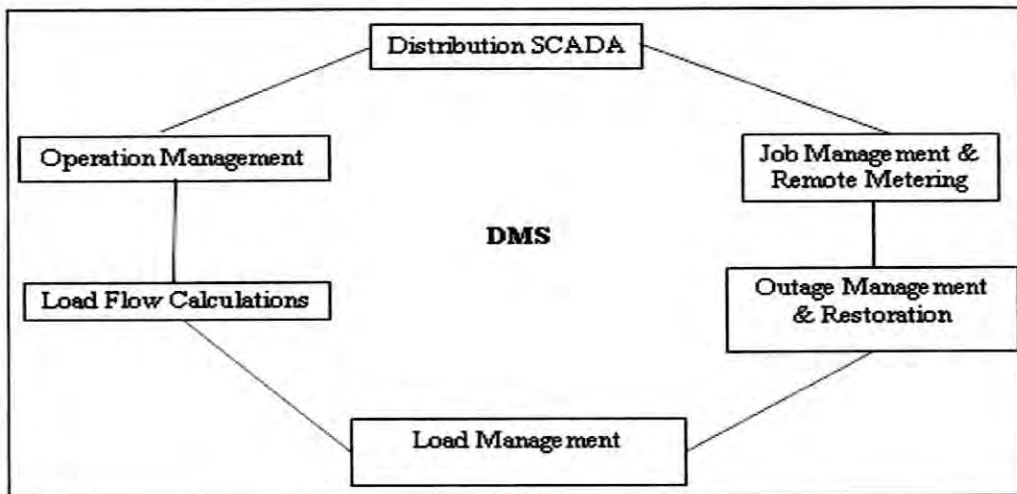 Distribution SCADA
Operation Management
Job Management &
Remote Metering
DMS
Load Flow Calculations
Outage Management
& Restoration
Load Management